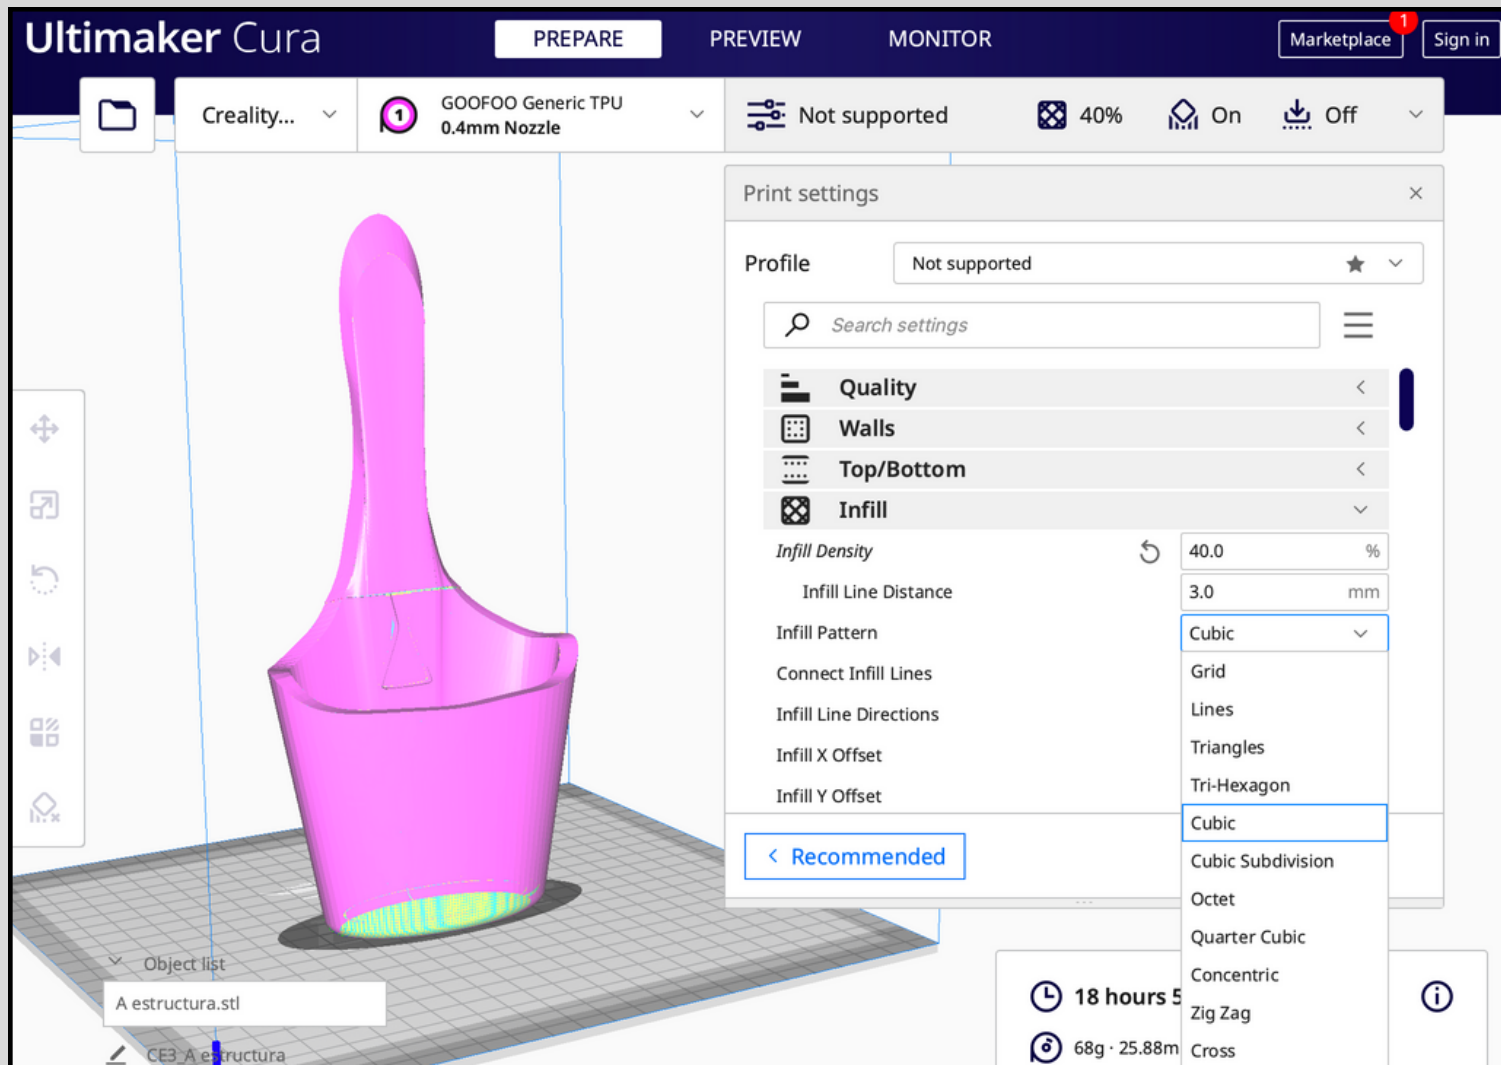 Ultimaker Cura
PREPARE
PREVIEW
MONITOR
Marketplace
1
Sign in
Creality...
1
GOOFOO Generic TPU
0.4mm Nozzle
Not supported
40%
On
Off
Print settings
Profile
Not supported
Search settings
Quality
Walls
Top/Bottom
Infill
Infill Density
40.0 %
Infill Line Distance
3.0 mm
Infill Pattern
Cubic
Connect Infill Lines
Infill Line Directions
Infill X Offset
Infill Y Offset
Grid
Lines
Triangles
Tri-Hexagon
Cubic
Cubic Subdivision
Octet
Quarter Cubic
Concentric
Zig Zag
Cross
Recommended
Object list
A estructura.stl
CE3_A estructura
18 hours 5
68g · 25.88m